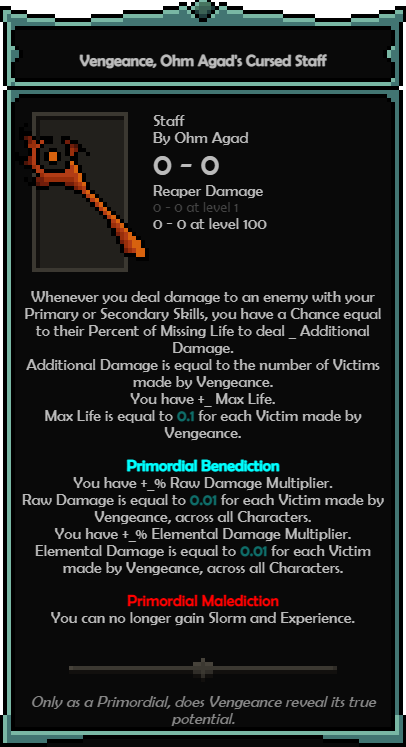 Vengeance, Ohm Agad's Cursed Staff
Staff
By Ohm Agad
0 - 0
Reaper Damage
0 - 0 at level 1
0 - 0 at level 100
Whenever you deal damage to an enemy with your
Primary or Secondary Skills, you have a Chance equal
to their Percent of Missing Life to deal _ Additional
Damage.
Additional Damage is equal to the number of Victims
made by Vengeance.
You have +_ Max Life.
Max Life is equal to 0.1 for each Victim made by
Vengeance.
Primordial Benediction
You have +_% Raw Damage Multiplier.
Raw Damage is equal to 0.01 for each Victim made by
Vengeance, across all Characters.
You have +_% Elemental Damage Multiplier.
Elemental Damage is equal to 0.01 for each Victim
made by Vengeance, across all Characters.
Primordial Malediction
You can no longer gain Slorm and Experience.
Only as a Primordial, does Vengeance reveal its true
potential.